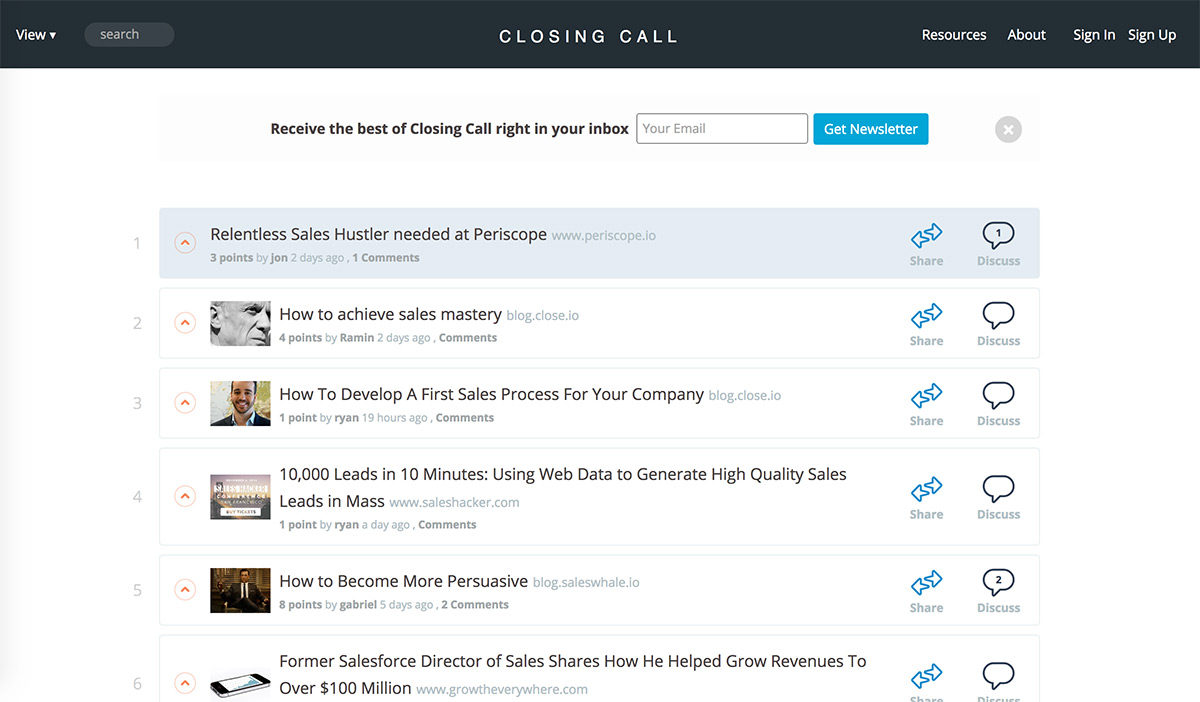 View ▾ search CLOSING CALL Resources About Sign In Sign Up
Receive the best of Closing Call right in your inbox Your Email Get Newsletter
1 Relentless Sales Hustler needed at Periscope www.periscope.io 1
3 points by jon 2 days ago , 1 Comments Share Discuss
2 How to achieve sales mastery blog.close.io
4 points by Ramin 2 days ago , Comments Share Discuss
3 How To Develop A First Sales Process For Your Company blog.close.io
1 point by ryan 19 hours ago , Comments Share Discuss
10,000 Leads in 10 Minutes: Using Web Data to Generate High Quality Sales
4 SALES HACKER
CONFERENCE
SAN FRANCISCO
BUY TICKETS
Leads in Mass www.saleshacker.com
1 point by ryan a day ago , Comments Share Discuss
5 How to Become More Persuasive blog.saleswhale.io 2
8 points by gabriel 5 days ago , 2 Comments Share Discuss
Former Salesforce Director of Sales Shares How He Helped Grow Revenues To
6 Over $100 Million www.growtheverywhere.com
Share Discuss